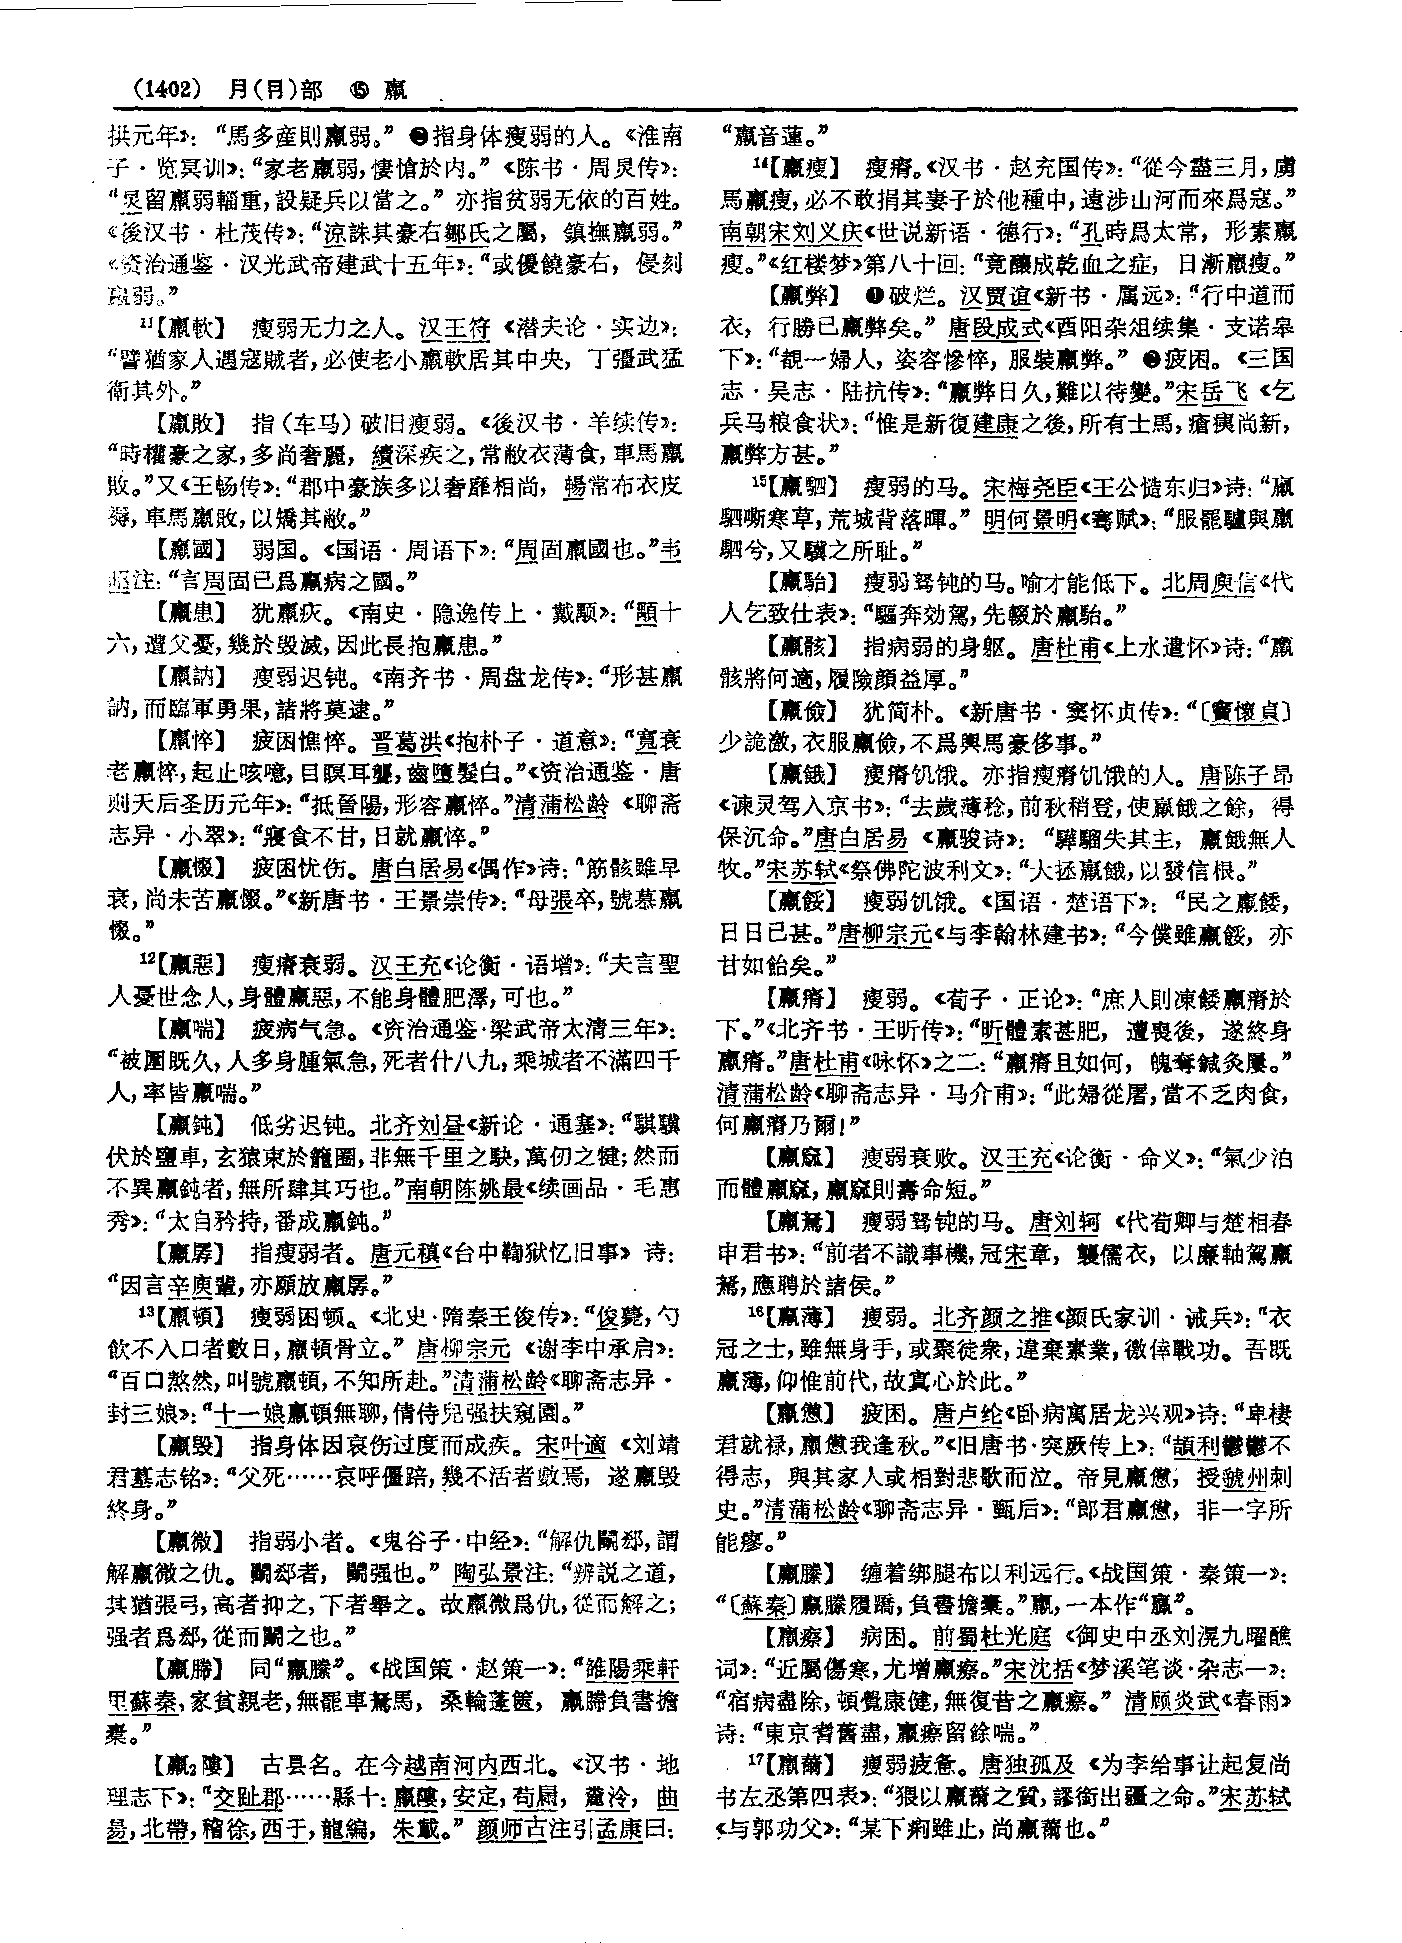 (1402) 月(⺼)部 ⑮ 羸
拱元年》：“馬多産則羸弱。”❷指身体瘦弱的人。《淮南
子·览冥训》：“家老羸弱，悽愴於内。”《陈书·周炅传》：
“炅留羸弱輜重，設疑兵以當之。”亦指贫弱无依的百姓。
《後汉书·杜茂传》：“涼誅其豪右鄒氏之屬，鎮撫羸弱。”
《资治通鉴·汉光武帝建武十五年》：“或優饒豪右，侵刻
羸弱。”
11【羸軟】 瘦弱无力之人。汉王符《潜夫论·实边》：
“譬猶家人遇寇賊者，必使老小羸軟居其中央，丁彊武猛
衛其外。”
【羸敗】 指（车马）破旧瘦弱。《後汉书·羊续传》：
“時權豪之家，多尚奢麗，續深疾之，常敝衣薄食，車馬羸
敗。”又《王畅传》：“郡中豪族多以奢靡相尚，暢常布衣皮
褥，車馬羸敗，以矯其敝。”
【羸國】 弱国。《国语·周语下》：“周固羸國也。”韦
昭注：“言周固已爲羸病之國。”
【羸患】 犹羸疢。《南史·隐逸传上·戴颙》：“顒十
六，遭父憂，幾於毁滅，因此長抱羸患。”
【羸訥】 瘦弱迟钝。《南齐书·周盘龙传》：“形甚羸
訥，而臨軍勇果，諸將莫逮。”
【羸悴】 疲困憔悴。晋葛洪《抱朴子·道意》：“寬衰
老羸悴，起止咳噫，目瞑耳聾，齒墮髮白。”《资治通鉴·唐
则天后圣历元年》：“抵晉陽，形容羸悴。”清蒲松龄《聊斋
志异·小翠》：“寢食不甘，日就羸悴。”
【羸惙】 疲困忧伤。唐白居易《偶作》诗：“筋骸雖早
衰，尚未苦羸惙。”《新唐书·王景崇传》：“母張卒，號慕羸
惙。”
12【羸惡】 瘦瘠衰弱。汉王充《论衡·语增》：“夫言聖
人憂世念人，身體羸惡，不能身體肥澤，可也。”
【羸喘】 疲病气急。《资治通鉴·梁武帝太清三年》：
“被圍既久，人多身腫氣急，死者什八九，乘城者不滿四千
人，率皆羸喘。”
【羸鈍】 低劣迟钝。北齐刘昼《新论·通塞》：“騏驥
伏於鹽車，玄猿束於籠圈，非無千里之駃，萬仞之犍；然而
不異羸鈍者，無所肆其巧也。”南朝陈姚最《续画品·毛惠
秀》：“太自矜持，番成羸鈍。”
【羸孱】 指瘦弱者。唐元稹《台中鞫狱忆旧事》诗：
“因言辛庾輩，亦願放羸孱。”
13【羸頓】 瘦弱困顿。《北史·隋秦王俊传》：“俊薨，勺
飲不入口者數日，羸頓骨立。”唐柳宗元《谢李中丞启》：
“百口熬然，叫號羸頓，不知所赴。”清蒲松龄《聊斋志异·
封三娘》：“十一娘羸頓無聊，倩侍兒强扶窺園。”
【羸毁】 指身体因哀伤过度而成疾。宋叶適《刘靖
君墓志铭》：“父死……哀呼僵踣，幾不活者數焉，遂羸毁
終身。”
【羸微】 指弱小者。《鬼谷子·中经》：“解仇鬭郄，謂
解羸微之仇。鬭郄者，鬭强也。”陶弘景注：“辨説之道，
其猶張弓，高者抑之，下者舉之。故羸微爲仇，從而解之；
强者爲郄，從而鬭之也。”
【羸幐】 同“羸縢”。《战国策·赵策一》：“雒陽乘軒
里蘇秦，家貧親老，無罷車駑馬，桑輪蓬篋，羸幐負書擔
橐。”
【羸₂𨻻】 古县名。在今越南河内西北。《汉书·地
理志下》：“交趾郡……縣十：羸𨻻，安定，苟屚，麊泠，曲
昜，北帶，稽徐，西于，龍編，朱䳒。”颜师古注引孟康曰：
“羸音蓮。”
14【羸瘦】 瘦瘠。《汉书·赵充国传》：“從今盡三月，虜
馬羸瘦，必不敢捐其妻子於他種中，遠涉山河而來爲寇。”
南朝宋刘义庆《世说新语·德行》：“孔時爲太常，形素羸
瘦。”《红楼梦》第八十回：“竟釀成乾血之症，日漸羸瘦。”
【羸弊】 ❶破烂。汉贾谊《新书·属远》：“行中道而
衣，行勝已羸弊矣。”唐段成式《酉阳杂俎续集·支诺皋
下》：“覩一婦人，姿容慘悴，服裝羸弊。”❷疲困。《三国
志·吴志·陆抗传》：“羸弊日久，難以待變。”宋岳飞《乞
兵马粮食状》：“惟是新復建康之後，所有士馬，瘡痍尚新，
羸弊方甚。”
15【羸駟】 瘦弱的马。宋梅尧臣《王公慥东归》诗：“羸
駟嘶寒草，荒城背落暉。”明何景明《蹇赋》：“服罷驢與羸
駟兮，又驥之所耻。”
【羸駘】 瘦弱驽钝的马。喻才能低下。北周庾信《代
人乞致仕表》：“驅奔効駕，先輟於羸駘。”
【羸骸】 指病弱的身躯。唐杜甫《上水遣怀》诗：“羸
骸將何適，履險顔益厚。”
【羸儉】 犹简朴。《新唐书·窦怀贞传》：“〔竇懷貞〕
少詭激，衣服羸儉，不爲輿馬豪侈事。”
【羸餓】 瘦瘠饥饿。亦指瘦瘠饥饿的人。唐陈子昂
《谏灵驾入京书》：“去歲薄稔，前秋稍登，使羸餓之餘，得
保沉命。”唐白居易《羸骏诗》：“驊騮失其主，羸餓無人
牧。”宋苏轼《祭佛陀波利文》：“大拯羸餓，以發信根。”
【羸餒】 瘦弱饥饿。《国语·楚语下》：“民之羸餒，
日日已甚。”唐柳宗元《与李翰林建书》：“今僕雖羸餒，亦
甘如飴矣。”
【羸瘠】 瘦弱。《荀子·正论》：“庶人則凍餒羸瘠於
下。”《北齐书·王昕传》：“昕體素甚肥，遭喪後，遂終身
羸瘠。”唐杜甫《咏怀》之二：“羸瘠且如何，魄奪鍼灸屢。”
清蒲松龄《聊斋志异·马介甫》：“此婦從屠，當不乏肉食，
何羸瘠乃爾！”
【羸窳】 瘦弱衰败。汉王充《论衡·命义》：“氣少泊
而體羸窳，羸窳則壽命短。”
【羸駑】 瘦弱驽钝的马。唐刘轲《代荀卿与楚相春
申君书》：“前者不識事機，冠宋章，襲儒衣，以廉軸駕羸
駑，應聘於諸侯。”
16【羸薄】 瘦弱。北齐颜之推《颜氏家训·诫兵》：“衣
冠之士，雖無身手，或聚徒衆，違棄素業，徼倖戰功。吾既
羸薄，仰惟前代，故寘心於此。”
【羸憊】 疲困。唐卢纶《卧病寓居龙兴观》诗：“卑棲
君就禄，羸憊我逢秋。”《旧唐书·突厥传上》：“頡利鬱鬱不
得志，與其家人或相對悲歌而泣。帝見羸憊，授虢州刺
史。”清蒲松龄《聊斋志异·甄后》：“郎君羸憊，非一字所
能瘳。”
【羸縢】 缠着绑腿布以利远行。《战国策·秦策一》：
“〔蘇秦〕羸縢履蹻，負書擔橐。”羸，一本作“贏”。
【羸瘵】 病困。前蜀杜光庭《御史中丞刘滉九曜醮
词》：“近屬傷寒，尤增羸瘵。”宋沈括《梦溪笔谈·杂志一》：
“宿病盡除，頓覺康健，無復昔之羸瘵。”清顾炎武《春雨》
诗：“東京耆舊盡，羸瘵留餘喘。”
17【羸薾】 瘦弱疲惫。唐独孤及《为李给事让起复尚
书左丞第四表》：“猥以羸薾之質，謬銜出疆之命。”宋苏轼
《与郭功父》：“某下痢雖止，尚羸薾也。”